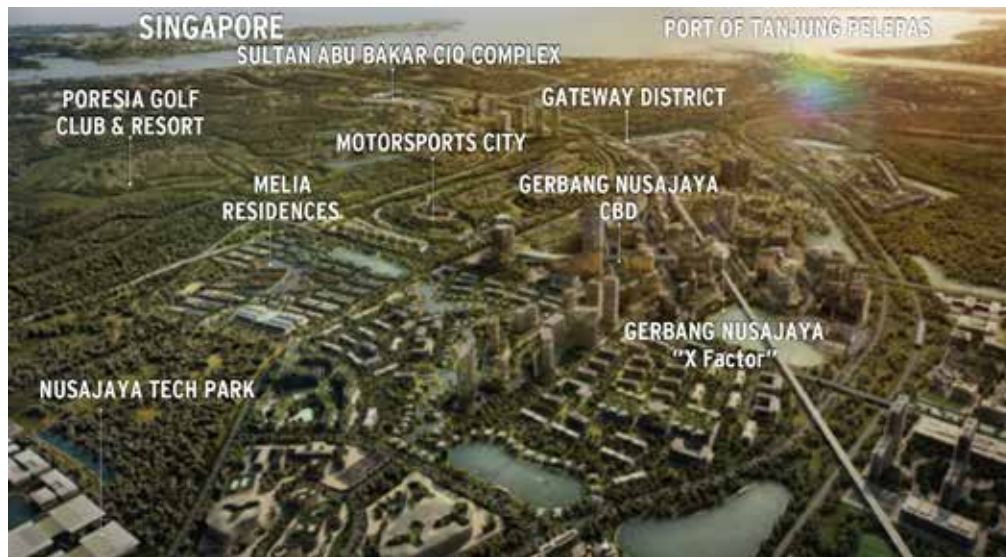 SINGAPORE
PORT OF TANJUNG PELEPAS
SULTAN ABU BAKAR CIQ COMPLEX
PORESIA GOLF
CLUB & RESORT
GATEWAY DISTRICT
MOTORSPORTS CITY
MELIA
RESIDENCES
GERBANG NUSAJAYA
CBD
GERBANG NUSAJAYA
"X Factor"
NUSAJAYA TECH PARK